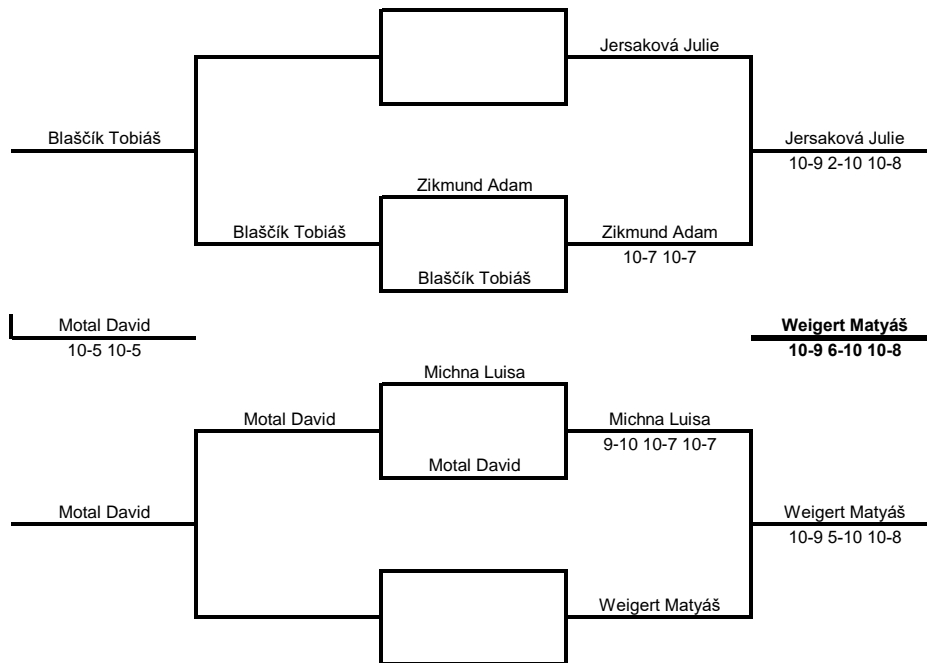 Jersaková Julie
Blaščík Tobiáš
Jersaková Julie
10-9 2-10 10-8
Zikmund Adam
Blaščík Tobiáš
Zikmund Adam
10-7 10-7
Blaščík Tobiáš
Motal David
10-5 10-5
Weigert Matyáš
10-9 6-10 10-8
Michna Luisa
Motal David
Michna Luisa
9-10 10-7 10-7
Motal David
Motal David
Weigert Matyáš
10-9 5-10 10-8
Weigert Matyáš